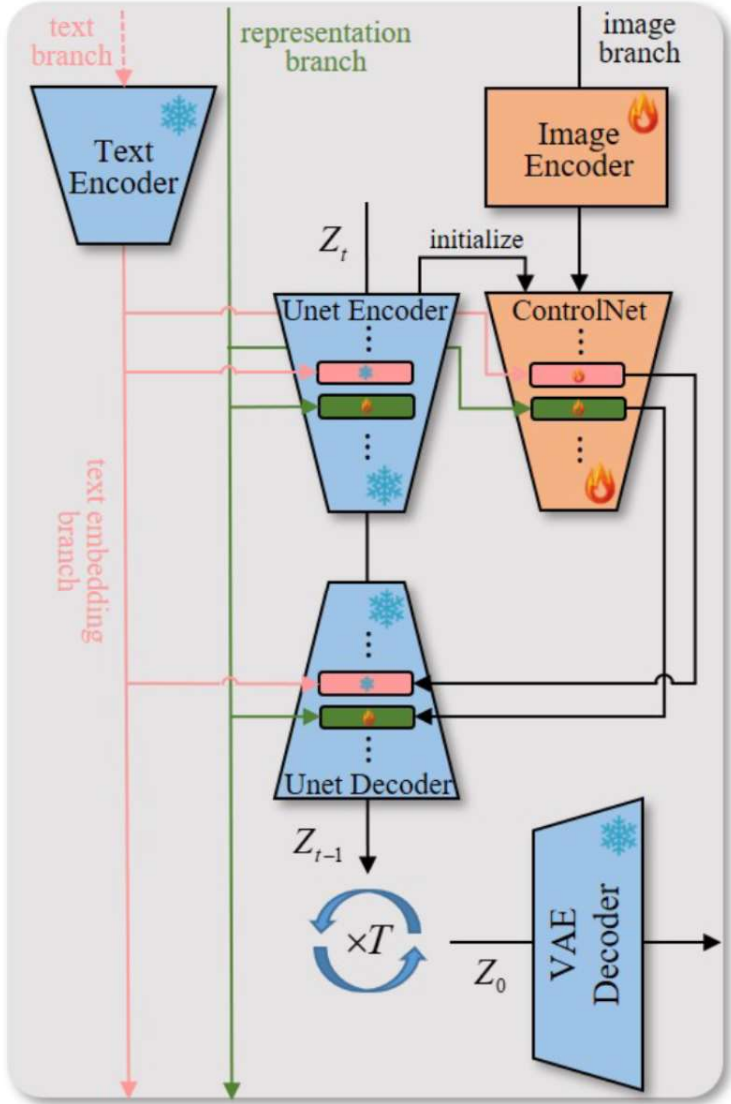 text
branch
representation
branch
image
branch
Text
Encoder
Image
Encoder
Z_t
initialize
Unet Encoder
ControlNet
text embedding
branch
Unet Decoder
Z_{t-1}
×T
Z_0
VAE
Decoder